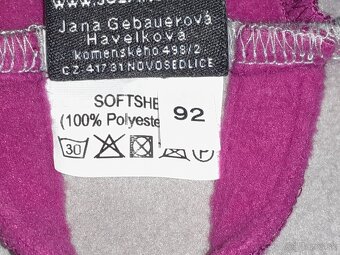 Jana Gebauerová
Havelková
komenského 498/2
CZ-41731 NOVOSEDLICE
SOFTSHE
(100% Polyeste
92
30
P